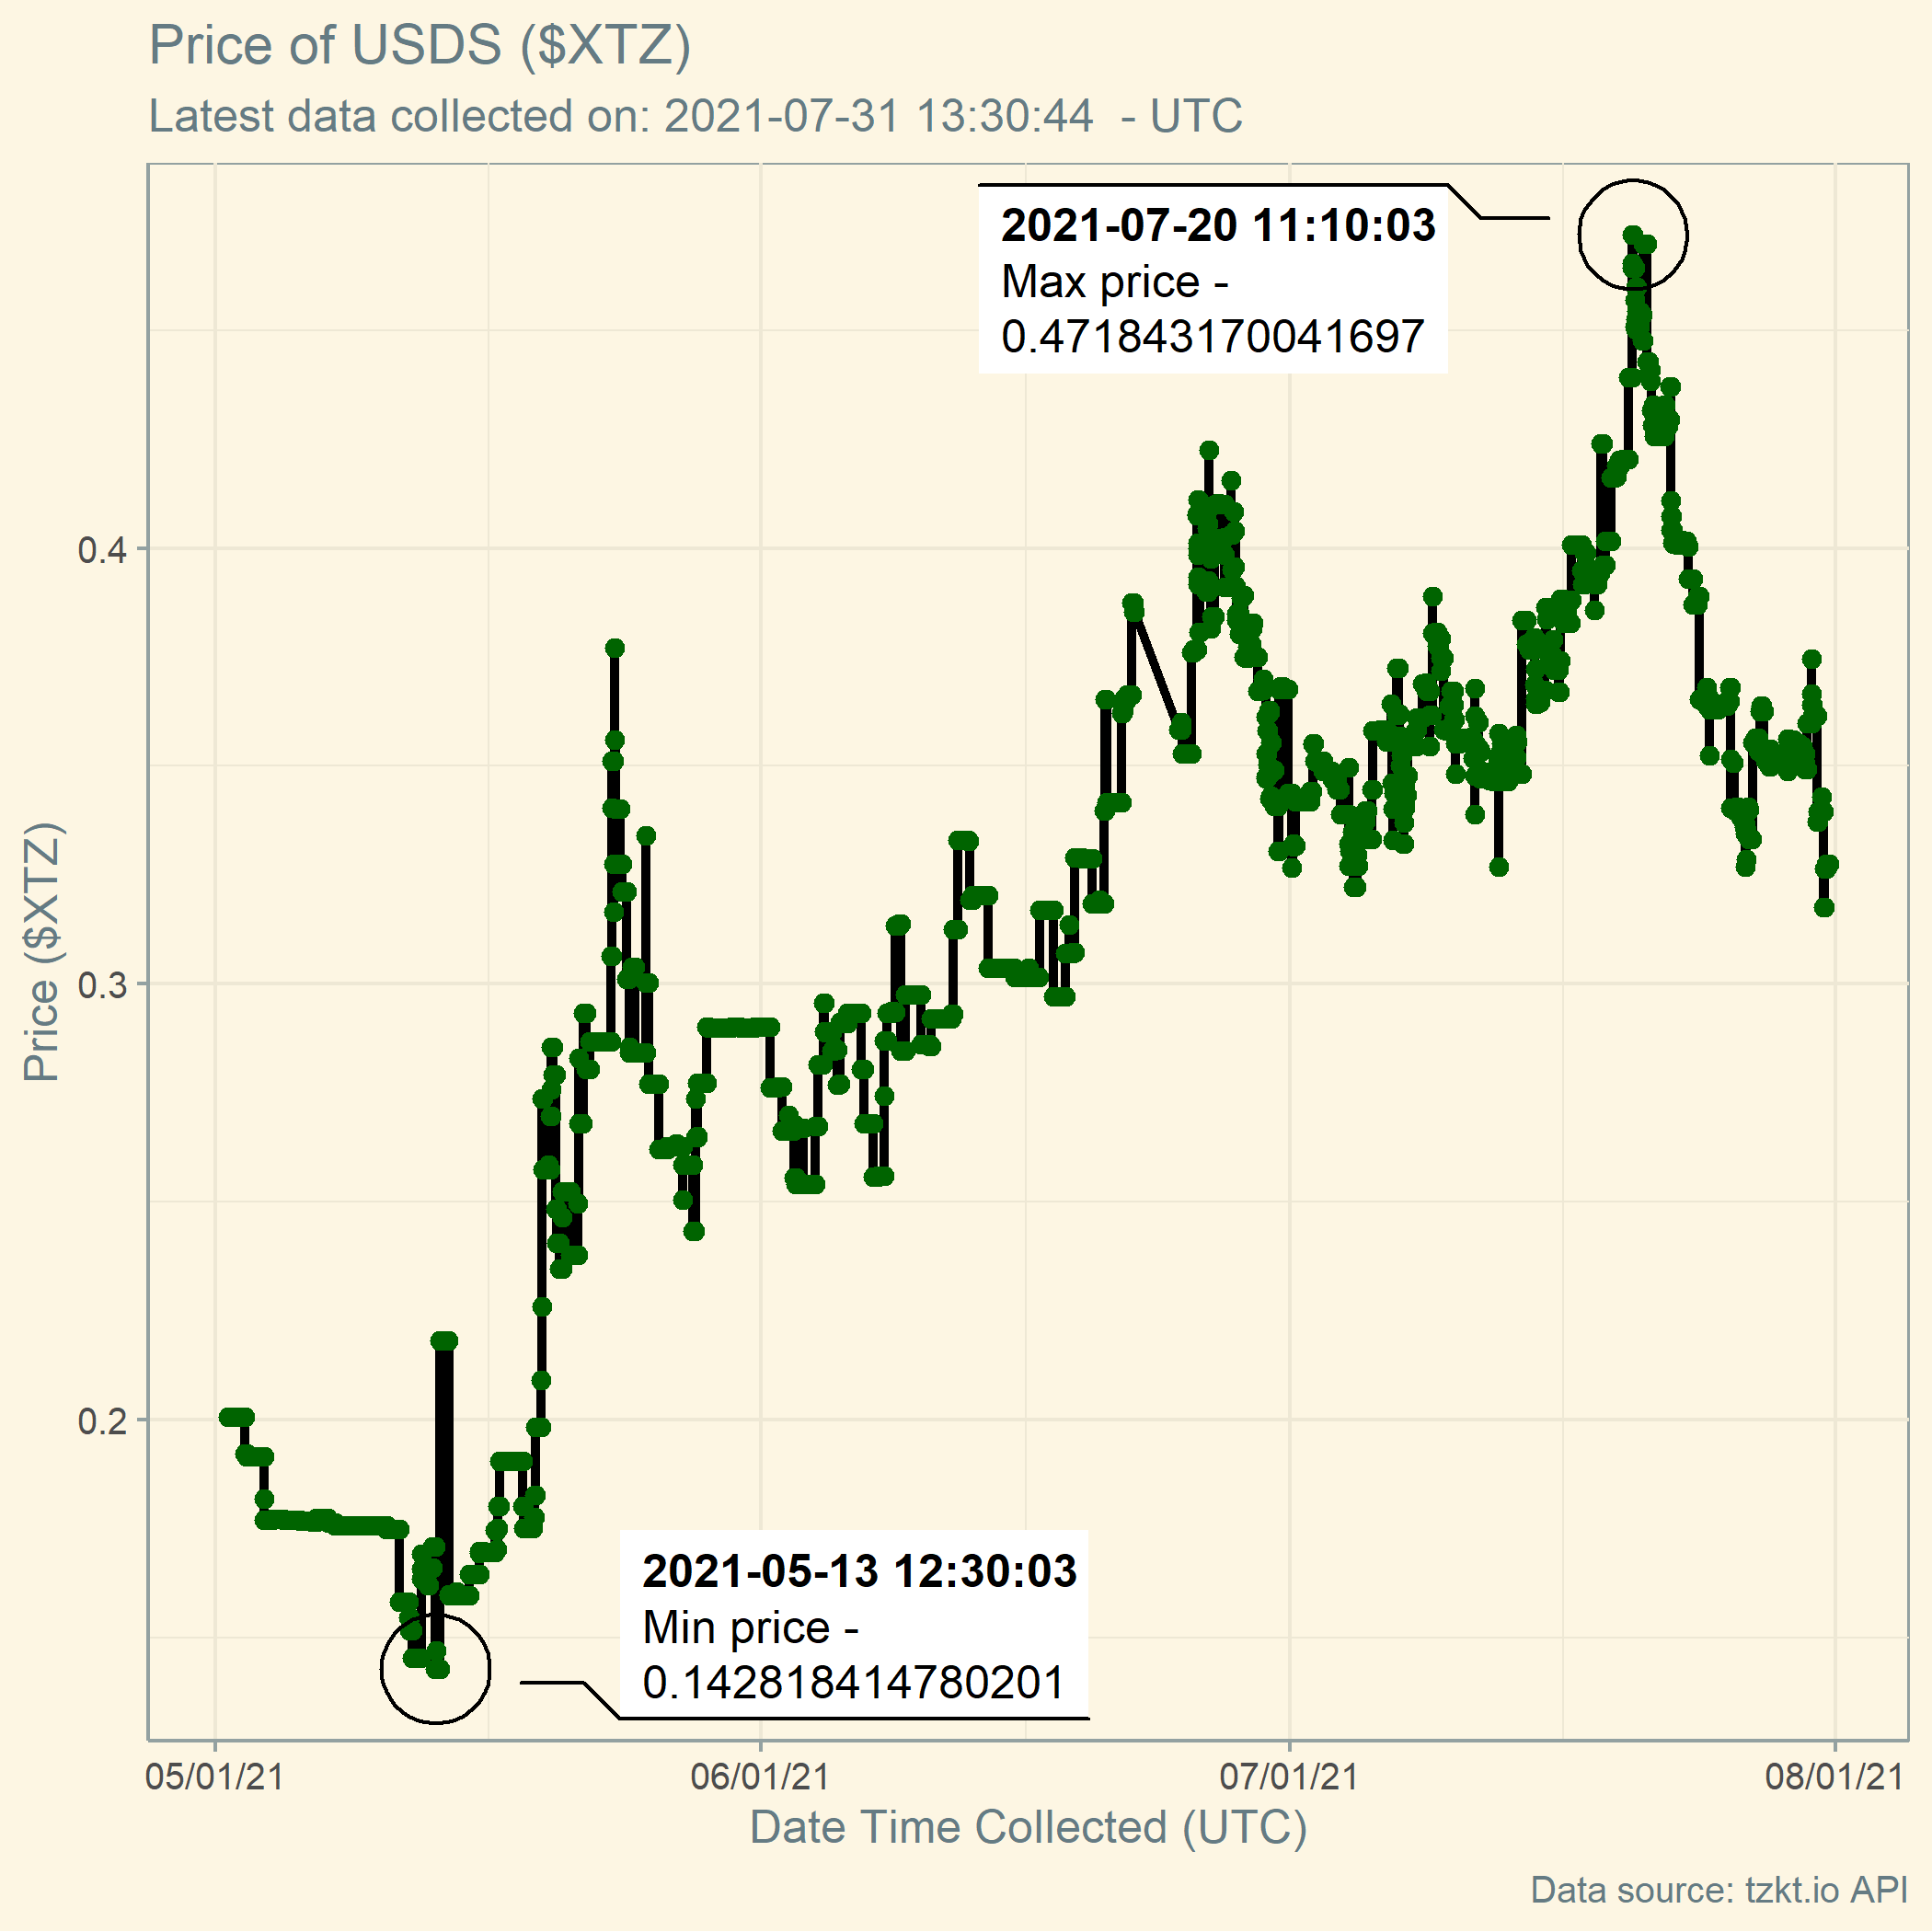 Price of USDS ($XTZ)
Latest data collected on: 2021-07-31 13:30:44  - UTC
2021-07-20 11:10:03
Max price -
0.471843170041697
0.4
0.3
0.2
Price ($XTZ)
2021-05-13 12:30:03
Min price -
0.142818414780201
05/01/21
06/01/21
07/01/21
08/01/21
Date Time Collected (UTC)
Data source: tzkt.io API